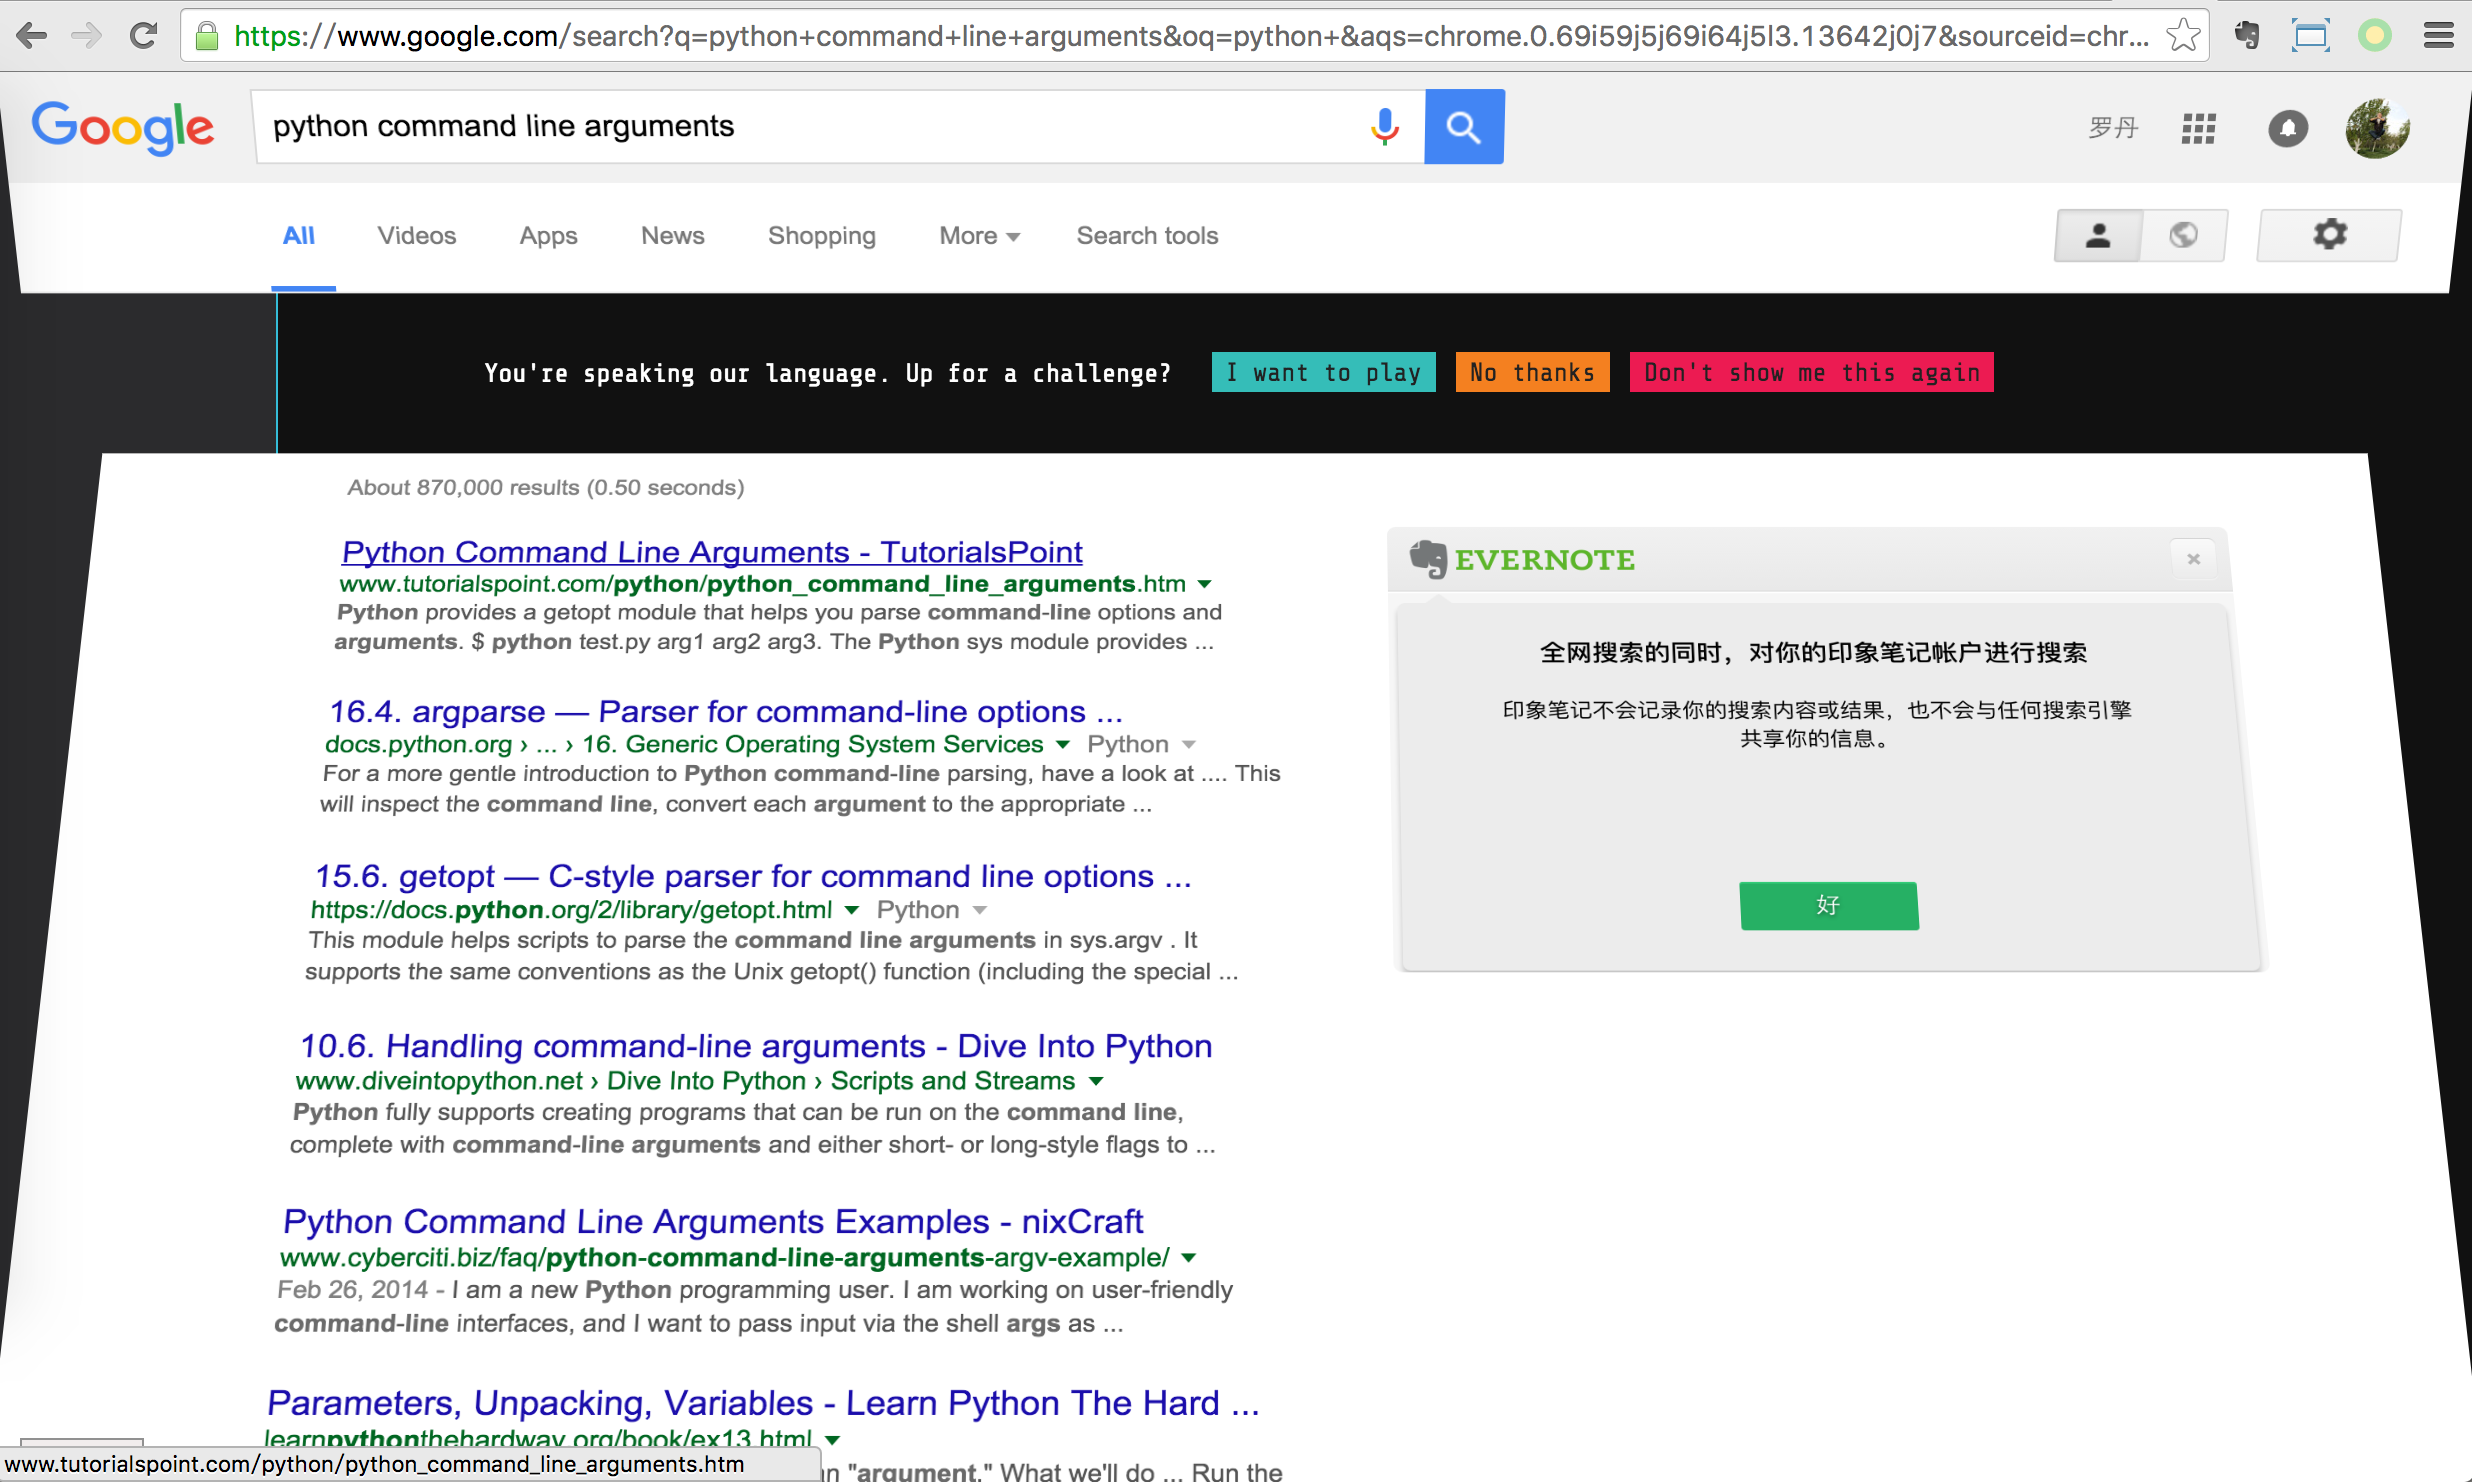 https://www.google.com/search?q=python+command+line+arguments&oq=python+&aqs=chrome.0.69i59j5j69i64j5l3.13642j0j7&sourceid=chr...
Google
python command line arguments
罗丹
All Videos Apps News Shopping More Search tools
You're speaking our language. Up for a challenge? I want to play No thanks Don't show me this again
About 870,000 results (0.50 seconds)
Python Command Line Arguments - TutorialsPoint
www.tutorialspoint.com/python/python_command_line_arguments.htm
Python provides a getopt module that helps you parse command-line options and
arguments. $ python test.py arg1 arg2 arg3. The Python sys module provides ...
16.4. argparse — Parser for command-line options ...
docs.python.org › ... › 16. Generic Operating System Services Python
For a more gentle introduction to Python command-line parsing, have a look at .... This
will inspect the command line, convert each argument to the appropriate ...
15.6. getopt — C-style parser for command line options ...
https://docs.python.org/2/library/getopt.html Python
This module helps scripts to parse the command line arguments in sys.argv . It
supports the same conventions as the Unix getopt() function (including the special ...
10.6. Handling command-line arguments - Dive Into Python
www.diveintopython.net › Dive Into Python › Scripts and Streams
Python fully supports creating programs that can be run on the command line,
complete with command-line arguments and either short- or long-style flags to ...
Python Command Line Arguments Examples - nixCraft
www.cyberciti.biz/faq/python-command-line-arguments-argv-example/
Feb 26, 2014 - I am a new Python programming user. I am working on user-friendly
command-line interfaces, and I want to pass input via the shell args as ...
Parameters, Unpacking, Variables - Learn Python The Hard ...
learnpythonthehardway.org/book/ex13.html
"argument." What we'll do ... Run the
www.tutorialspoint.com/python/python_command_line_arguments.htm
EVERNOTE
全网搜索的同时，对你的印象笔记帐户进行搜索
印象笔记不会记录你的搜索内容或结果，也不会与任何搜索引擎
共享你的信息。
好